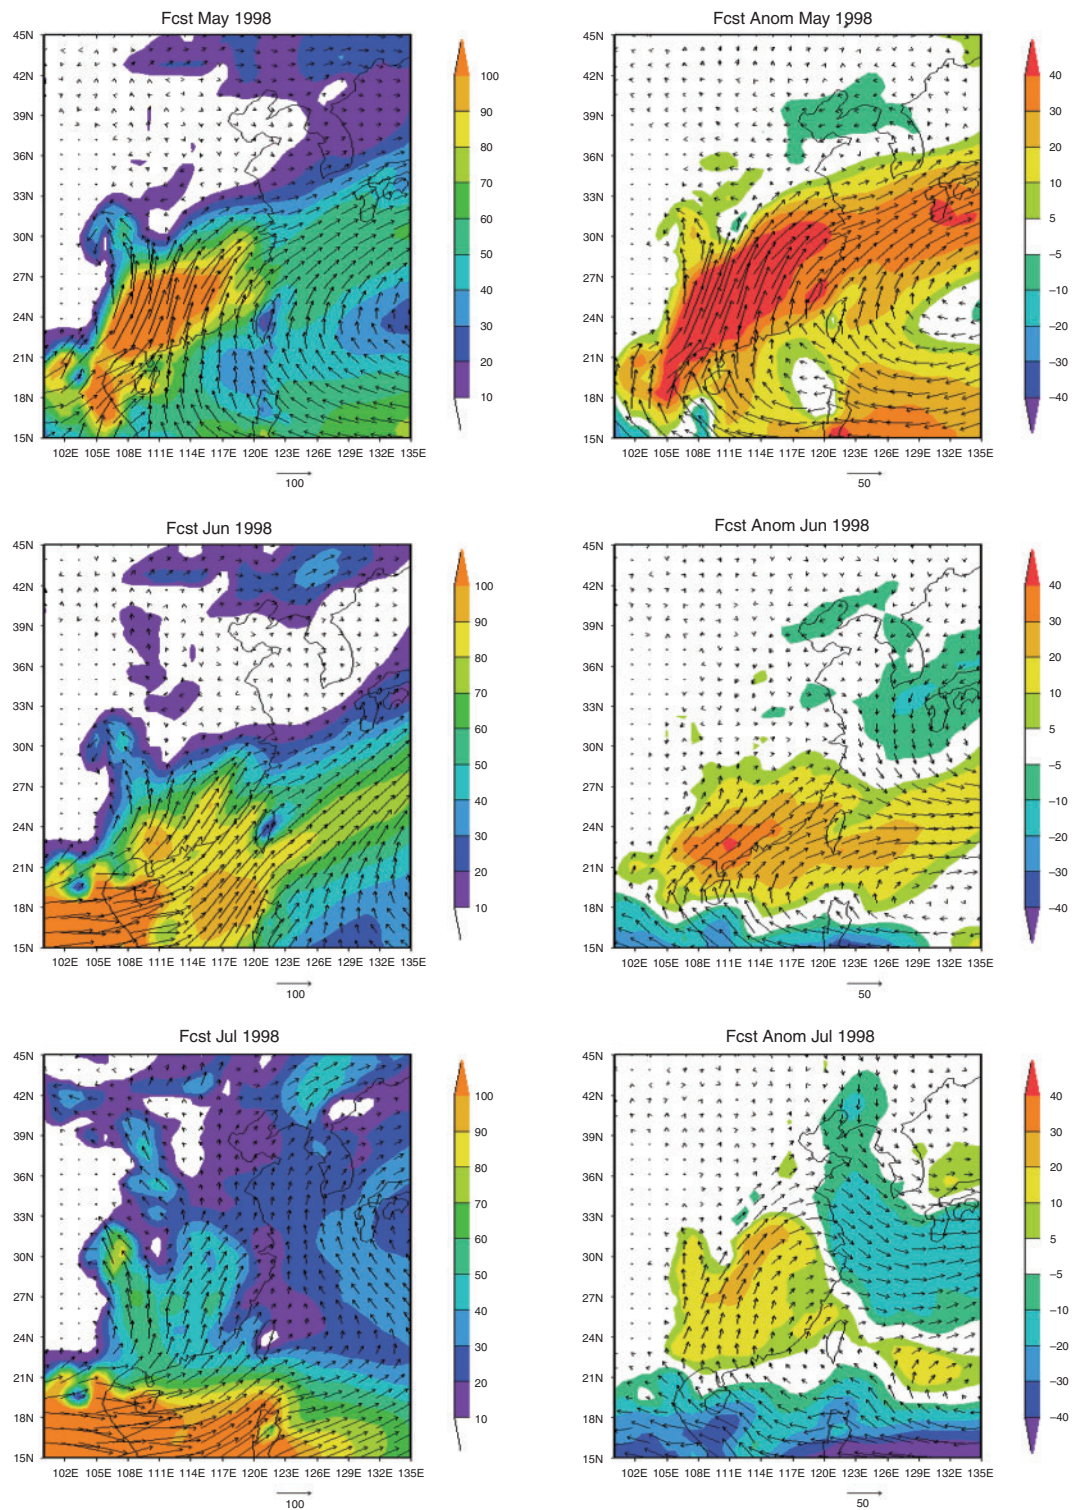 Fcst May 1998
45N
42N
39N
36N
33N
30N
27N
24N
21N
18N
15N
102E 105E 108E 111E 114E 117E 120E 123E 126E 129E 132E 135E
100
100
90
80
70
60
50
40
30
20
10
Fcst Anom May 1998
45N
42N
39N
36N
33N
30N
27N
24N
21N
18N
15N
102E 105E 108E 111E 114E 117E 120E 123E 126E 129E 132E 135E
50
40
30
20
10
5
−5
−10
−20
−30
−40
Fcst Jun 1998
45N
42N
39N
36N
33N
30N
27N
24N
21N
18N
15N
102E 105E 108E 111E 114E 117E 120E 123E 126E 129E 132E 135E
100
100
90
80
70
60
50
40
30
20
10
Fcst Anom Jun 1998
45N
42N
39N
36N
33N
30N
27N
24N
21N
18N
15N
102E 105E 108E 111E 114E 117E 120E 123E 126E 129E 132E 135E
50
40
30
20
10
5
−5
−10
−20
−30
−40
Fcst Jul 1998
45N
42N
39N
36N
33N
30N
27N
24N
21N
18N
15N
102E 105E 108E 111E 114E 117E 120E 123E 126E 129E 132E 135E
100
100
90
80
70
60
50
40
30
20
10
Fcst Anom Jul 1998
45N
42N
39N
36N
33N
30N
27N
24N
21N
18N
15N
102E 105E 108E 111E 114E 117E 120E 123E 126E 129E 132E 135E
50
40
30
20
10
5
−5
−10
−20
−30
−40